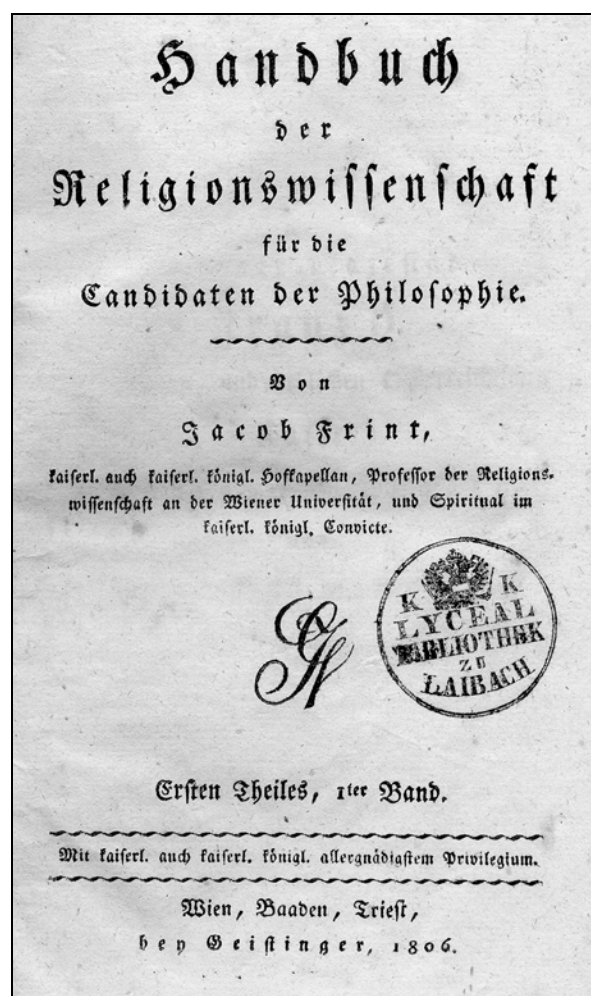 Handbuch
der
Religionswissenschaft
für die
Candidaten der Philosophie.
Von
Jacob Frint,
kaiserl. auch kaiserl. königl. Hofkapellan, Professor der Religions-
wissenschaft an der Wiener Universität, und Spiritual im
kaiserl. königl. Convicte.
K K
LYCEAL
BIBLIOTHEK
ZU
LAIBACH
Ersten Theiles, 1ter Band.
Mit kaiserl. auch kaiserl. königl. allergnädigstem Privilegium.
Wien, Baaden, Triest,
bey Geistinger, 1806.